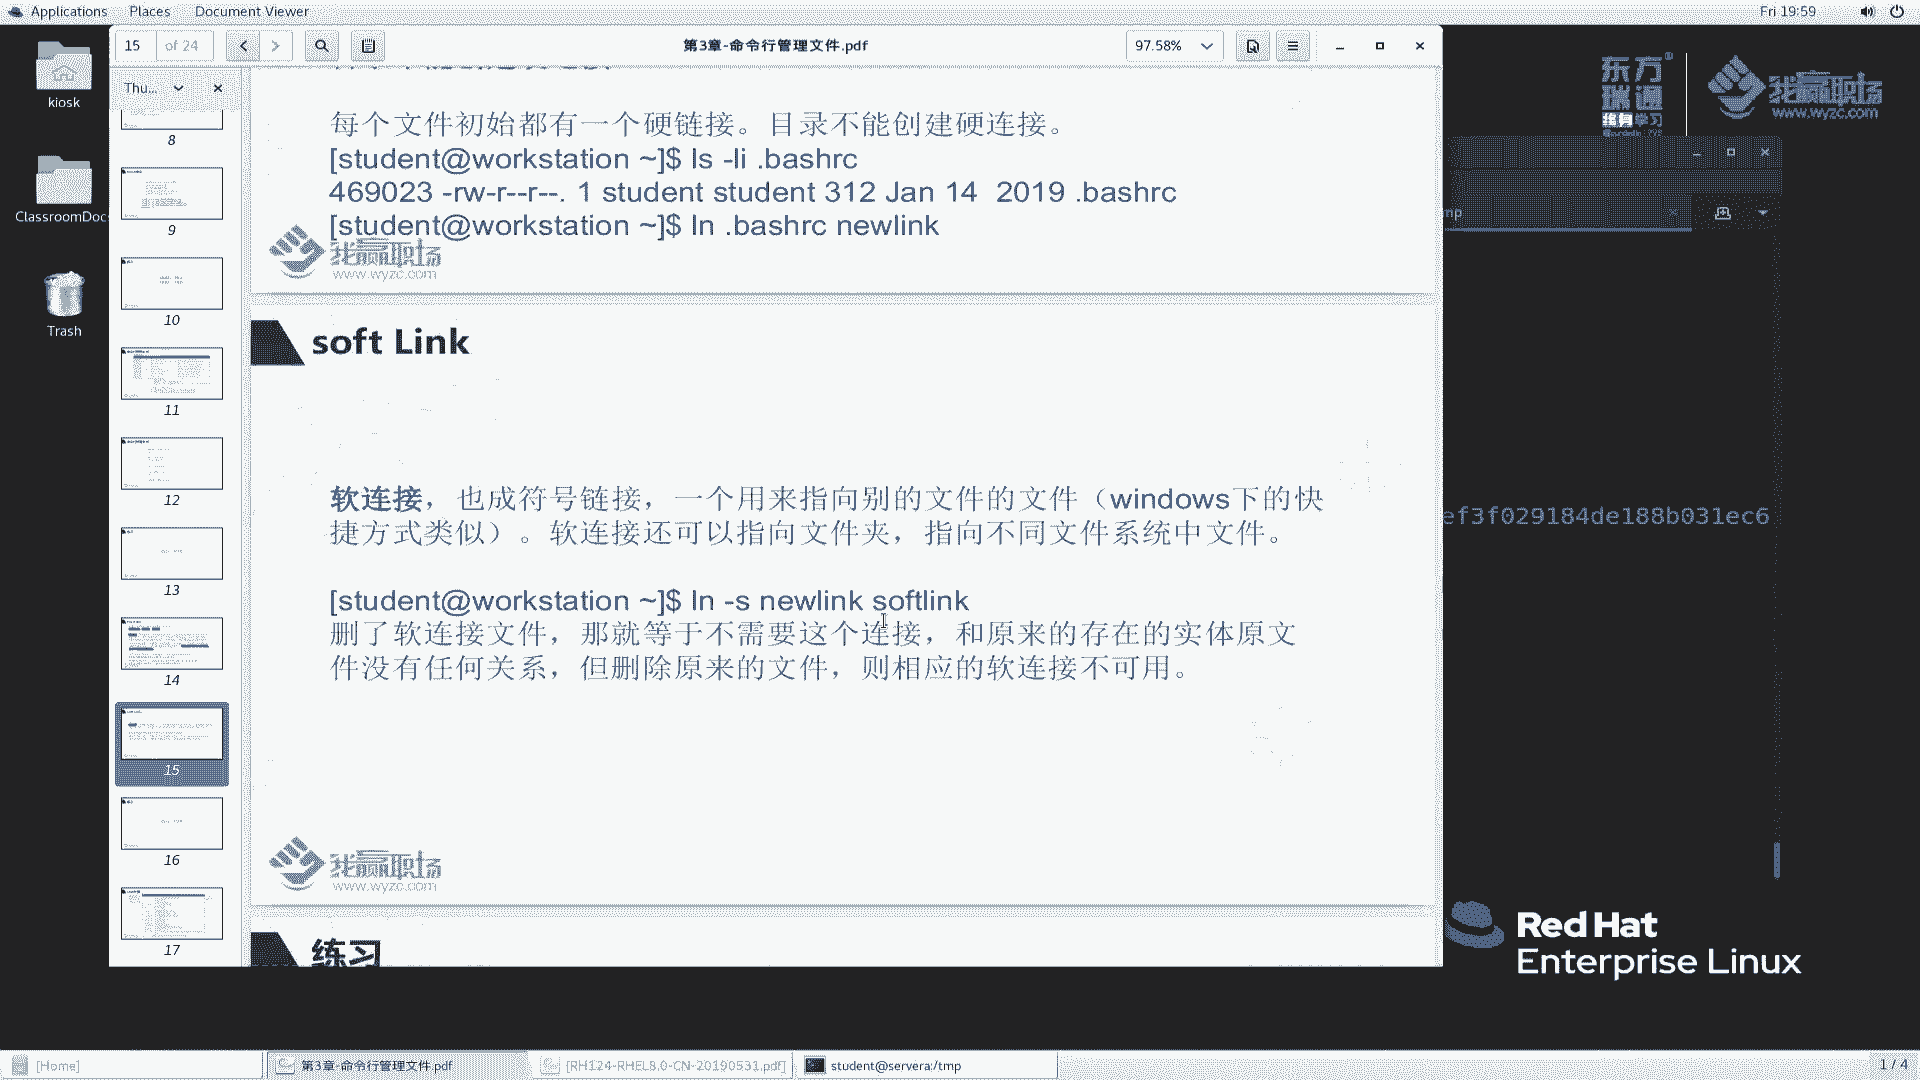 Applications Places Document Viewer Fri 19:59
15 of 24 第3章-命令行管理文件.pdf 97.58%
kiosk
ClassroomDoc
Trash
Thu...
8
9
10
11
12
13
14
15
16
17
每个文件初始都有一个硬链接。目录不能创建硬连接。
[student@workstation ~]$ ls -li .bashrc
469023 -rw-r--r--. 1 student student 312 Jan 14 2019 .bashrc
[student@workstation ~]$ ln .bashrc newlink
我赢职场
www.wyzc.com
soft Link
软连接，也成符号链接，一个用来指向别的文件的文件（windows下的快
捷方式类似）。软连接还可以指向文件夹，指向不同文件系统中文件。
[student@workstation ~]$ ln -s newlink softlink
删了软连接文件，那就等于不需要这个连接，和原来的存在的实体原文
件没有任何关系，但删除原来的文件，则相应的软连接不可用。
我赢职场
www.wyzc.com
练习
东方
瑞通
终身学习
我赢职场
www.wyzc.com
mp
ef3f029184de188b031ec6
Red Hat
Enterprise Linux
[Home] 第3章-命令行管理文件.pdf [RH124-RHEL8.0-CN-20190531.pdf] student@servera:/tmp 1 / 4